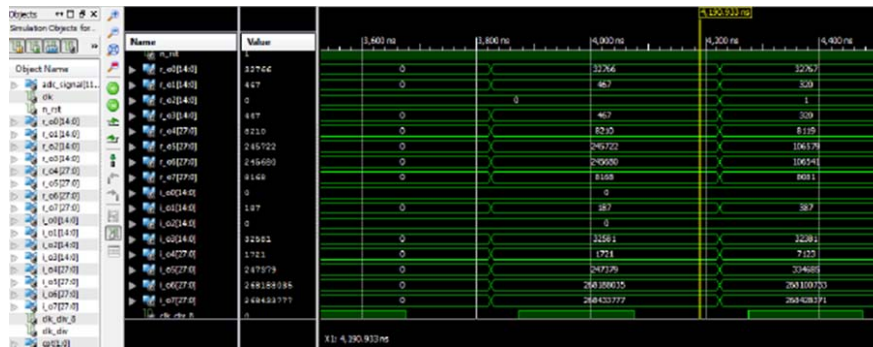 Objects
Simulation Objects for...
Object Name
adc_signal[11...
clk
n_rst
r_o0[14:0]
r_o1[14:0]
r_o2[14:0]
r_o3[14:0]
r_o4[27:0]
r_o5[27:0]
r_o6[27:0]
r_o7[27:0]
i_o0[14:0]
i_o1[14:0]
i_o2[14:0]
i_o3[14:0]
i_o4[27:0]
i_o5[27:0]
i_o6[27:0]
i_o7[27:0]
clk_div_8
clk_div
4,190.933 ns
Name Value 3,600 ns 3,800 ns 4,000 ns 4,200 ns 4,400 ns
n_rst 1
r_o0[14:0] 32766 0 32766 32767
r_o1[14:0] 467 0 467 320
r_o2[14:0] 0 0 1
r_o3[14:0] 467 0 467 320
r_o4[27:0] 8210 0 8210 8119
r_o5[27:0] 245722 0 245722 106579
r_o6[27:0] 245680 0 245680 106541
r_o7[27:0] 8168 0 8168 8081
i_o0[14:0] 0 0
i_o1[14:0] 187 0 187 387
i_o2[14:0] 0 0
i_o3[14:0] 32581 0 32581 32381
i_o4[27:0] 1721 0 1721 7123
i_o5[27:0] 247379 0 247379 334685
i_o6[27:0] 268188035 0 268188035 268100733
i_o7[27:0] 268433777 0 268433777 268428371
clk_div_8 0
X1: 4,190.933 ns